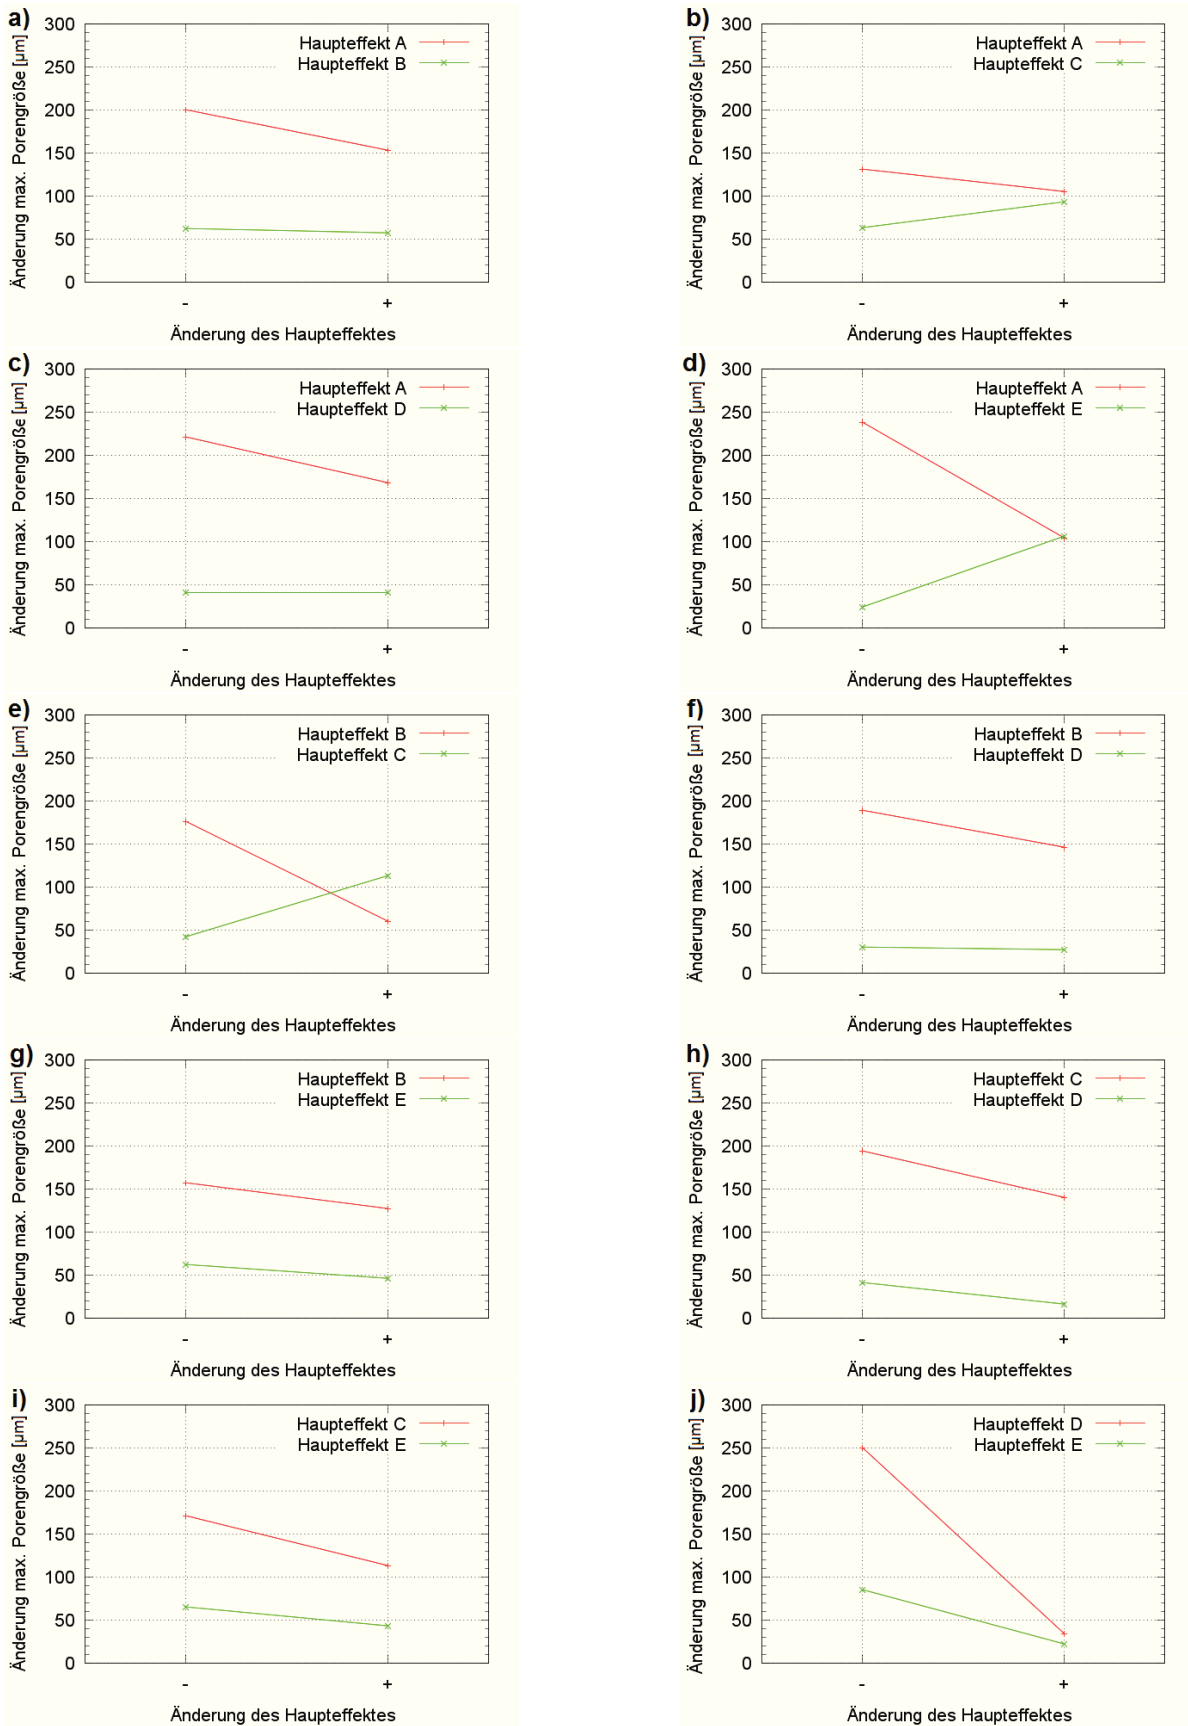 a)
Änderung max. Porengröße [µm]
300
250
200
150
100
50
0
Haupteffekt A
Haupteffekt B
- +
Änderung des Haupteffektes
b)
Änderung max. Porengröße [µm]
300
250
200
150
100
50
0
Haupteffekt A
Haupteffekt C
- +
Änderung des Haupteffektes
c)
Änderung max. Porengröße [µm]
300
250
200
150
100
50
0
Haupteffekt A
Haupteffekt D
- +
Änderung des Haupteffektes
d)
Änderung max. Porengröße [µm]
300
250
200
150
100
50
0
Haupteffekt A
Haupteffekt E
- +
Änderung des Haupteffektes
e)
Änderung max. Porengröße [µm]
300
250
200
150
100
50
0
Haupteffekt B
Haupteffekt C
- +
Änderung des Haupteffektes
f)
Änderung max. Porengröße [µm]
300
250
200
150
100
50
0
Haupteffekt B
Haupteffekt D
- +
Änderung des Haupteffektes
g)
Änderung max. Porengröße [µm]
300
250
200
150
100
50
0
Haupteffekt B
Haupteffekt E
- +
Änderung des Haupteffektes
h)
Änderung max. Porengröße [µm]
300
250
200
150
100
50
0
Haupteffekt C
Haupteffekt D
- +
Änderung des Haupteffektes
i)
Änderung max. Porengröße [µm]
300
250
200
150
100
50
0
Haupteffekt C
Haupteffekt E
- +
Änderung des Haupteffektes
j)
Änderung max. Porengröße [µm]
300
250
200
150
100
50
0
Haupteffekt D
Haupteffekt E
- +
Änderung des Haupteffektes